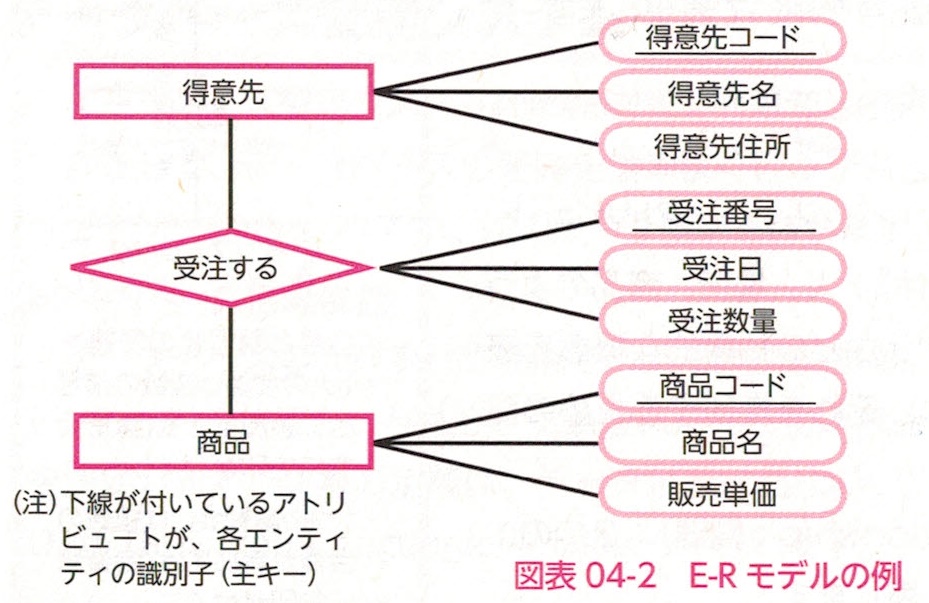 得意先
得意先コード
得意先名
得意先住所
受注する
受注番号
受注日
受注数量
商品
商品コード
商品名
販売単価
(注)下線が付いているアトリ
ビュートが、各エンティ
ティの識別子(主キー)
図表 04-2 E-R モデルの例